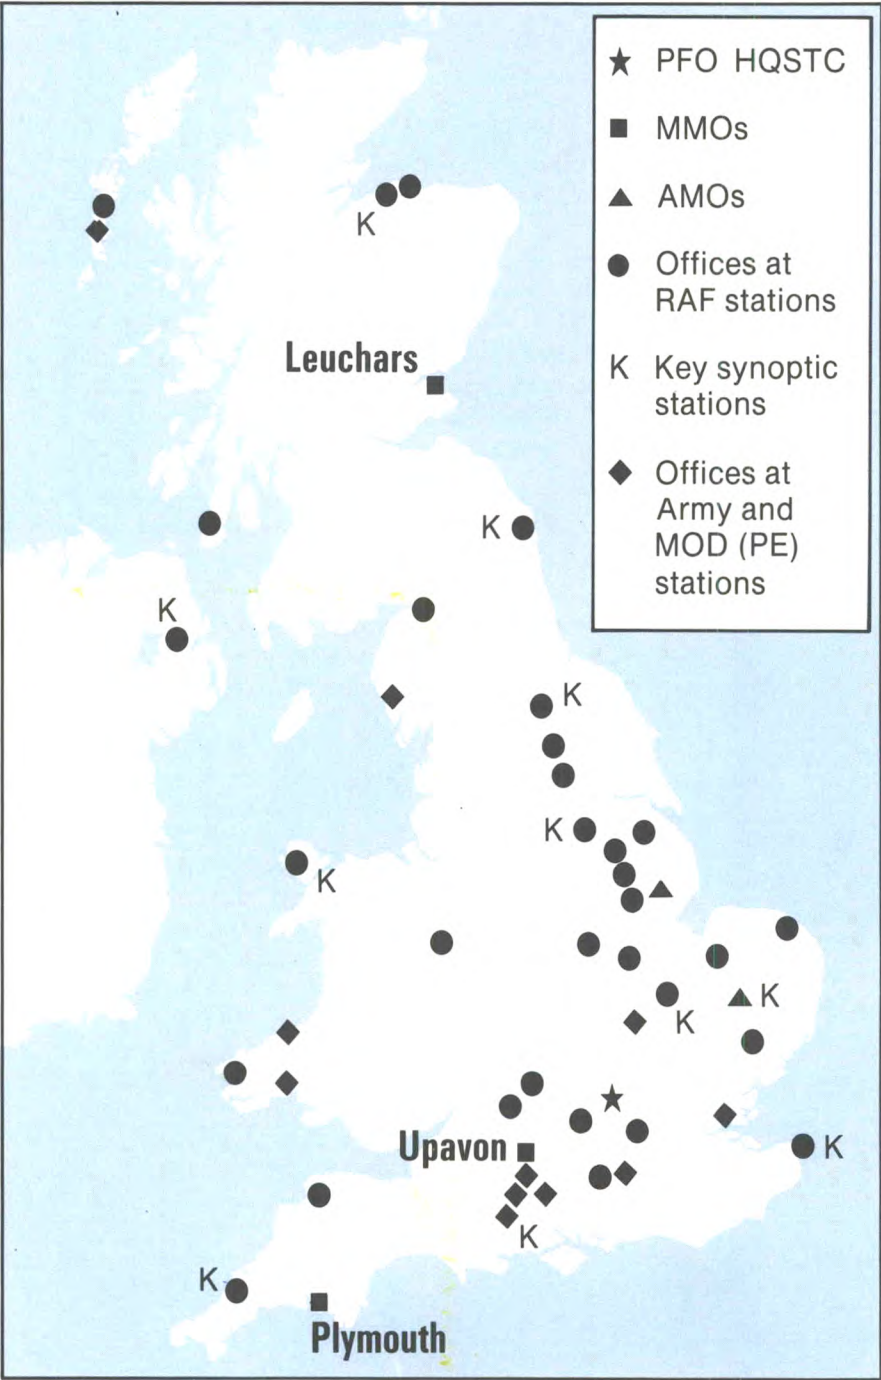 PFO HQSTC
MMOs
AMOs
Offices at
RAF stations
K Key synoptic
stations
Offices at
Army and
MOD (PE)
stations
K
Leuchars
K
K
K
K
K
K
K
Upavon
K
K
K
Plymouth